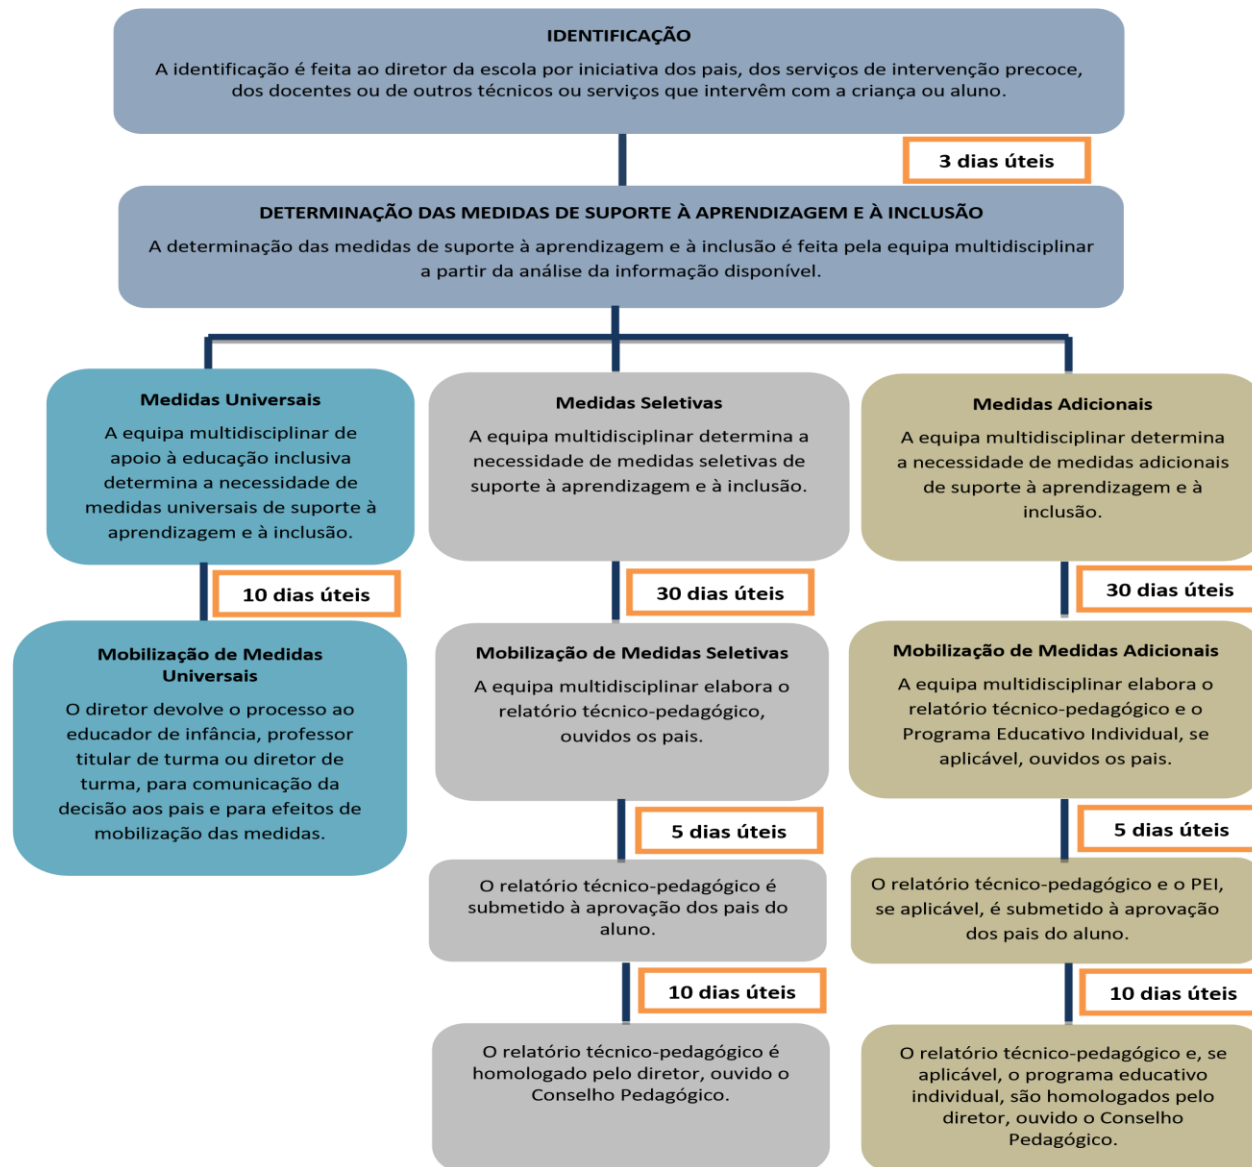 IDENTIFICAÇÃO
A identificação é feita ao diretor da escola por iniciativa dos pais, dos serviços de intervenção precoce,
dos docentes ou de outros técnicos ou serviços que intervêm com a criança ou aluno.
3 dias úteis
DETERMINAÇÃO DAS MEDIDAS DE SUPORTE À APRENDIZAGEM E À INCLUSÃO
A determinação das medidas de suporte à aprendizagem e à inclusão é feita pela equipa multidisciplinar
a partir da análise da informação disponível.
Medidas Universais
A equipa multidisciplinar de
apoio à educação inclusiva
determina a necessidade de
medidas universais de suporte à
aprendizagem e à inclusão.
10 dias úteis
Mobilização de Medidas
Universais
O diretor devolve o processo ao
educador de infância, professor
titular de turma ou diretor de
turma, para comunicação da
decisão aos pais e para efeitos de
mobilização das medidas.
Medidas Seletivas
A equipa multidisciplinar determina a
necessidade de medidas seletivas de
suporte à aprendizagem e à inclusão.
30 dias úteis
Mobilização de Medidas Seletivas
A equipa multidisciplinar elabora o
relatório técnico-pedagógico,
ouvidos os pais.
5 dias úteis
O relatório técnico-pedagógico é
submetido à aprovação dos pais do
aluno.
10 dias úteis
O relatório técnico-pedagógico é
homologado pelo diretor, ouvido o
Conselho Pedagógico.
Medidas Adicionais
A equipa multidisciplinar determina
a necessidade de medidas adicionais
de suporte à aprendizagem e à
inclusão.
30 dias úteis
Mobilização de Medidas Adicionais
A equipa multidisciplinar elabora o
relatório técnico-pedagógico e o
Programa Educativo Individual, se
aplicável, ouvidos os pais.
5 dias úteis
O relatório técnico-pedagógico e o PEI,
se aplicável, é submetido à aprovação
dos pais do aluno.
10 dias úteis
O relatório técnico-pedagógico e, se
aplicável, o programa educativo
individual, são homologados pelo
diretor, ouvido o Conselho
Pedagógico.